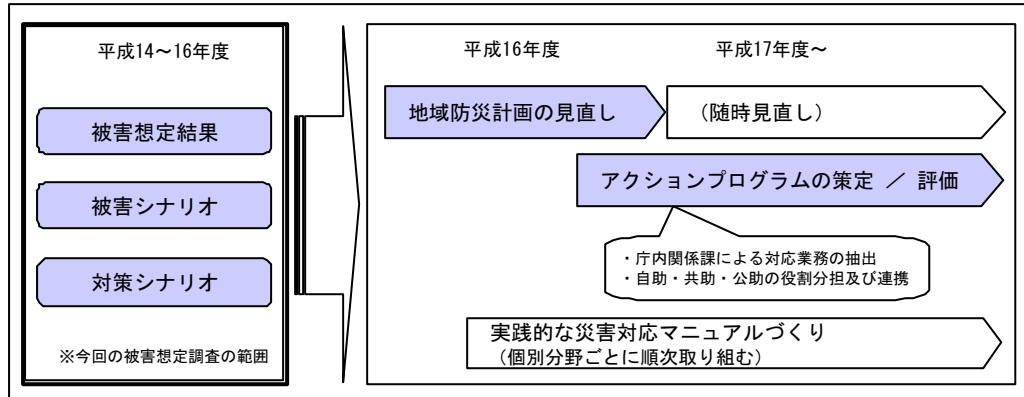 平成14～16年度
被害想定結果
被害シナリオ
対策シナリオ
※今回の被害想定調査の範囲
平成16年度
平成17年度～
地域防災計画の見直し
（随時見直し）
アクションプログラムの策定 ／ 評価
・庁内関係課による対応業務の抽出
・自助・共助・公助の役割分担及び連携
実践的な災害対応マニュアルづくり
（個別分野ごとに順次取り組む）